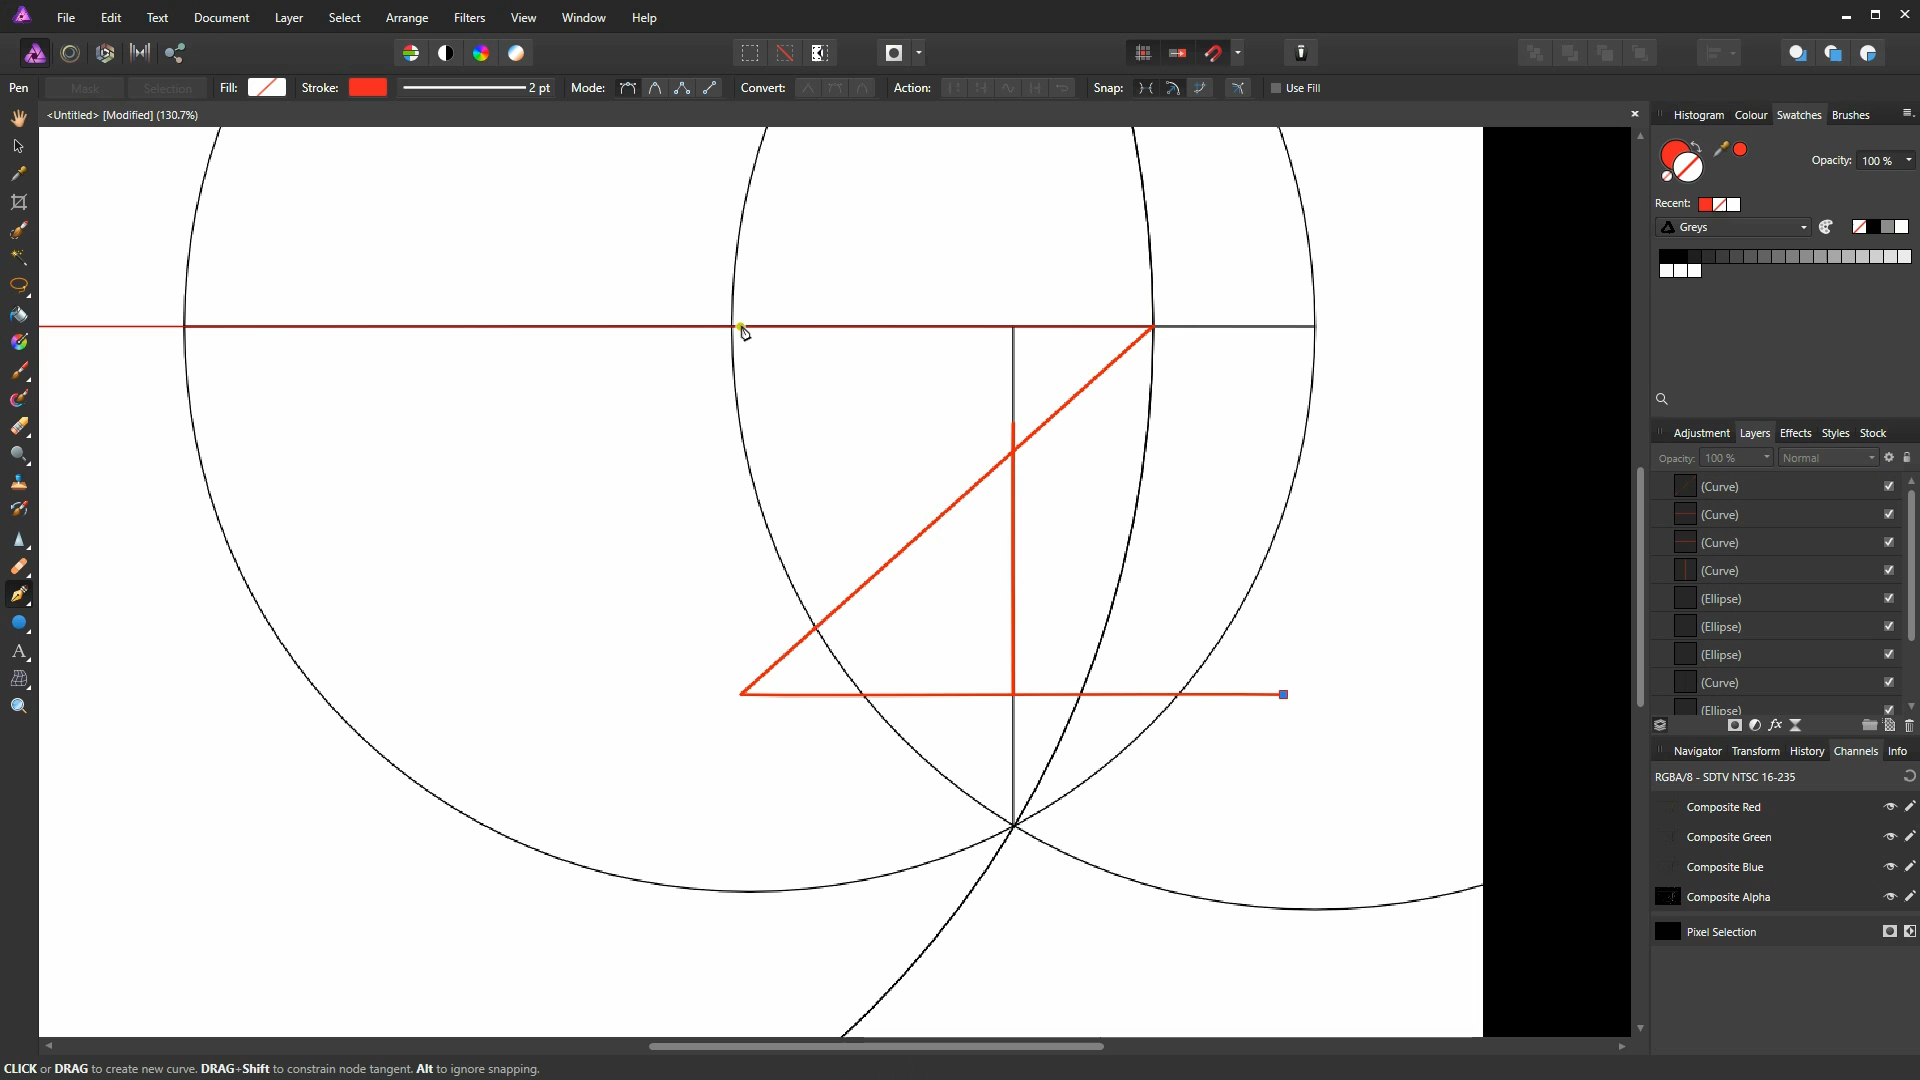 File Edit Text Document Layer Select Arrange Filters View Window Help
Pen Mask Selection Fill: Stroke: 2 pt Mode: Convert: Action: Snap: Use Fill
<Untitled> [Modified] (130.7%)
Histogram Colour Swatches Brushes
Opacity: 100 %
Recent:
Greys
Adjustment Layers Effects Styles Stock
Opacity: 100 % Normal
(Curve)
(Curve)
(Curve)
(Curve)
(Ellipse)
(Ellipse)
(Ellipse)
(Curve)
(Ellipse)
Navigator Transform History Channels Info
RGBA/8 - SDTV NTSC 16-235
Composite Red
Composite Green
Composite Blue
Composite Alpha
Pixel Selection
CLICK or DRAG to create new curve. DRAG+Shift to constrain node tangent. Alt to ignore snapping.